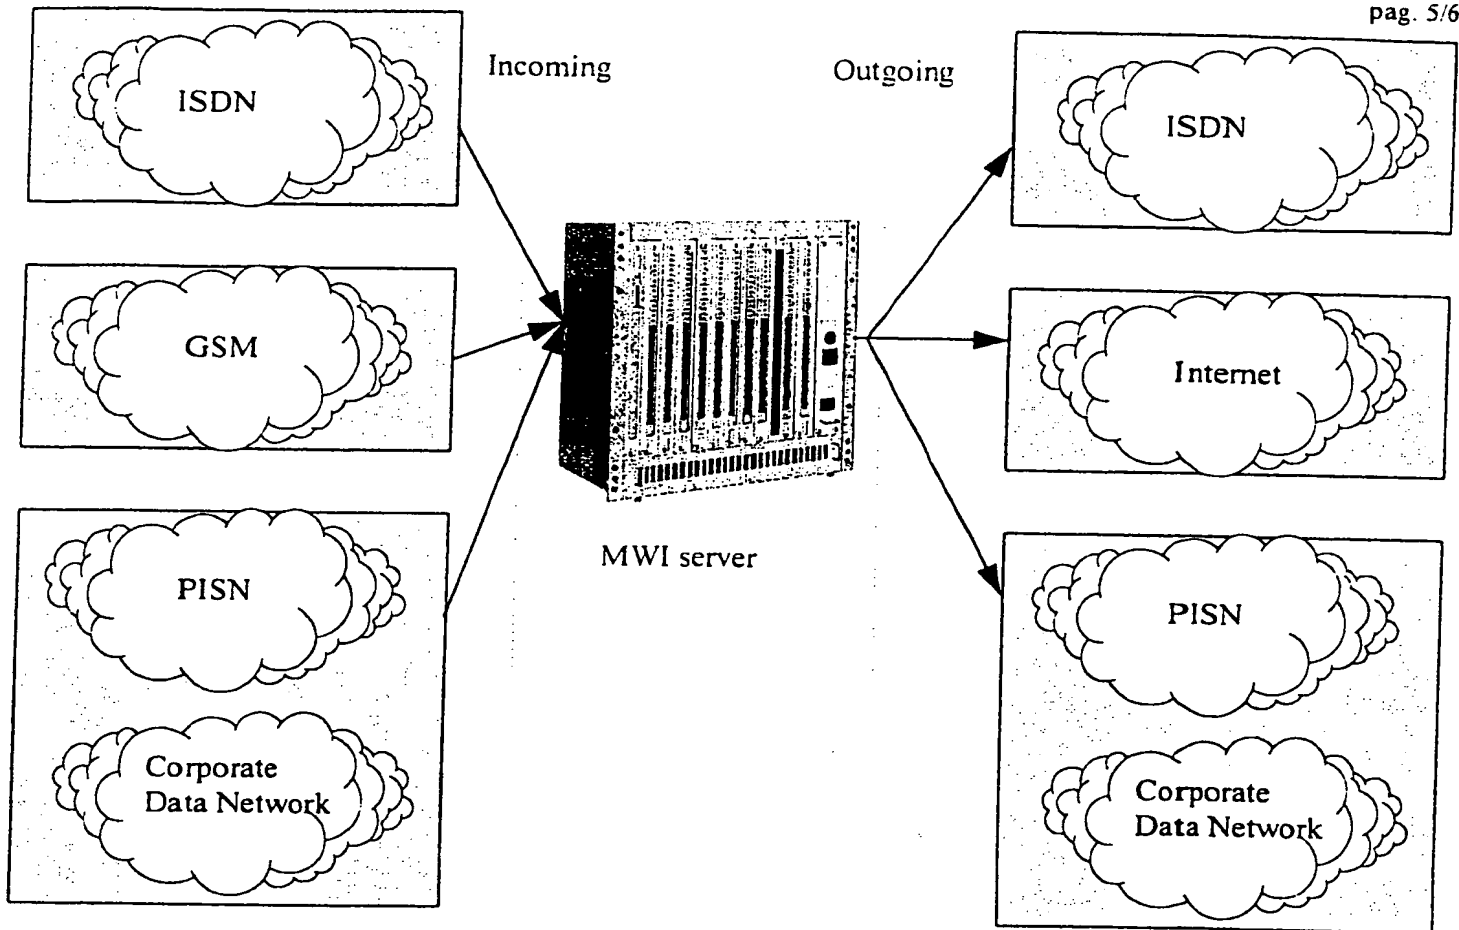 pag. 5/6
Incoming
Outgoing
ISDN
ISDN
GSM
Internet
MWI server
PISN
PISN
Corporate
Data Network
Corporate
Data Network